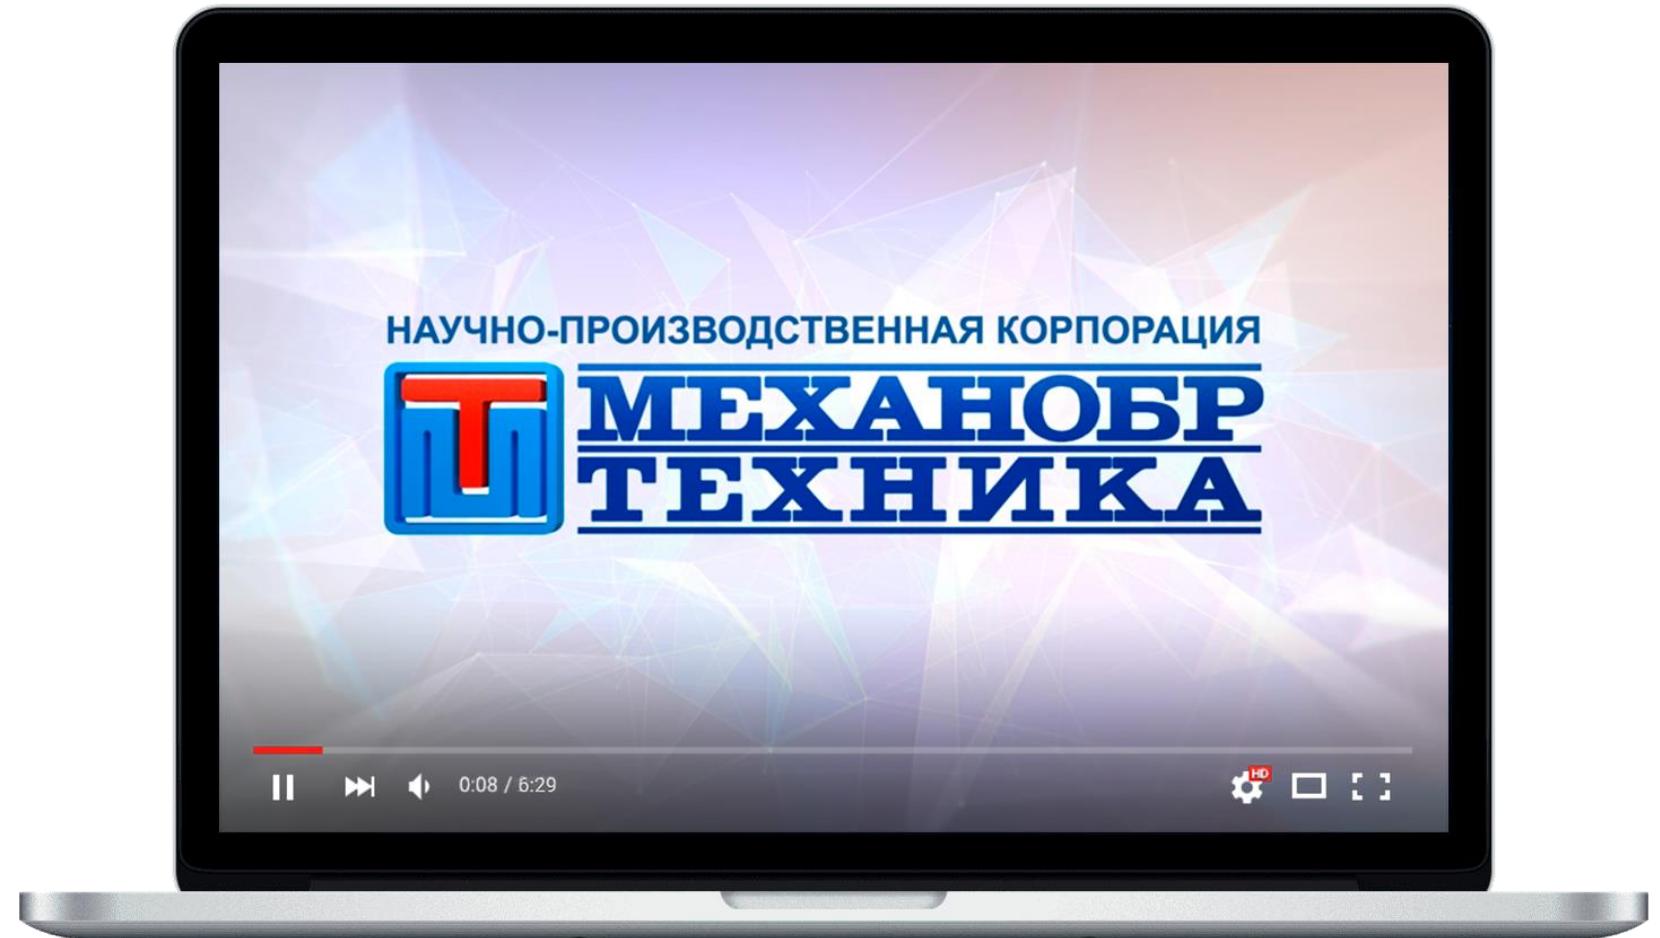 НАУЧНО-ПРОИЗВОДСТВЕННАЯ КОРПОРАЦИЯ
МЕХАНОБР
ТЕХНИКА
0:08 / 6:29
HD